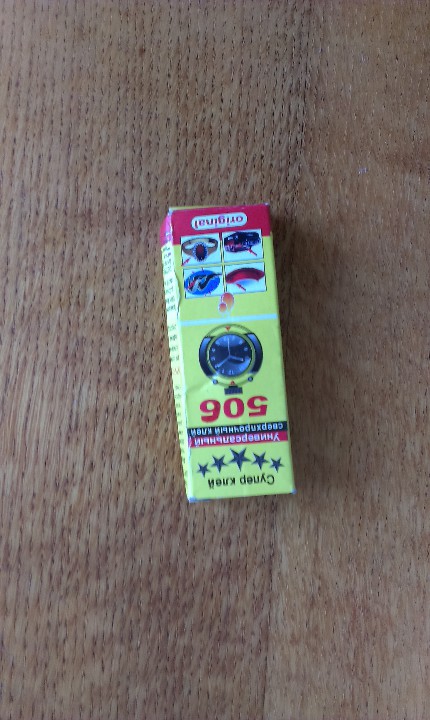 Супер клей
Универсальный
сверхпрочный клей
506
original